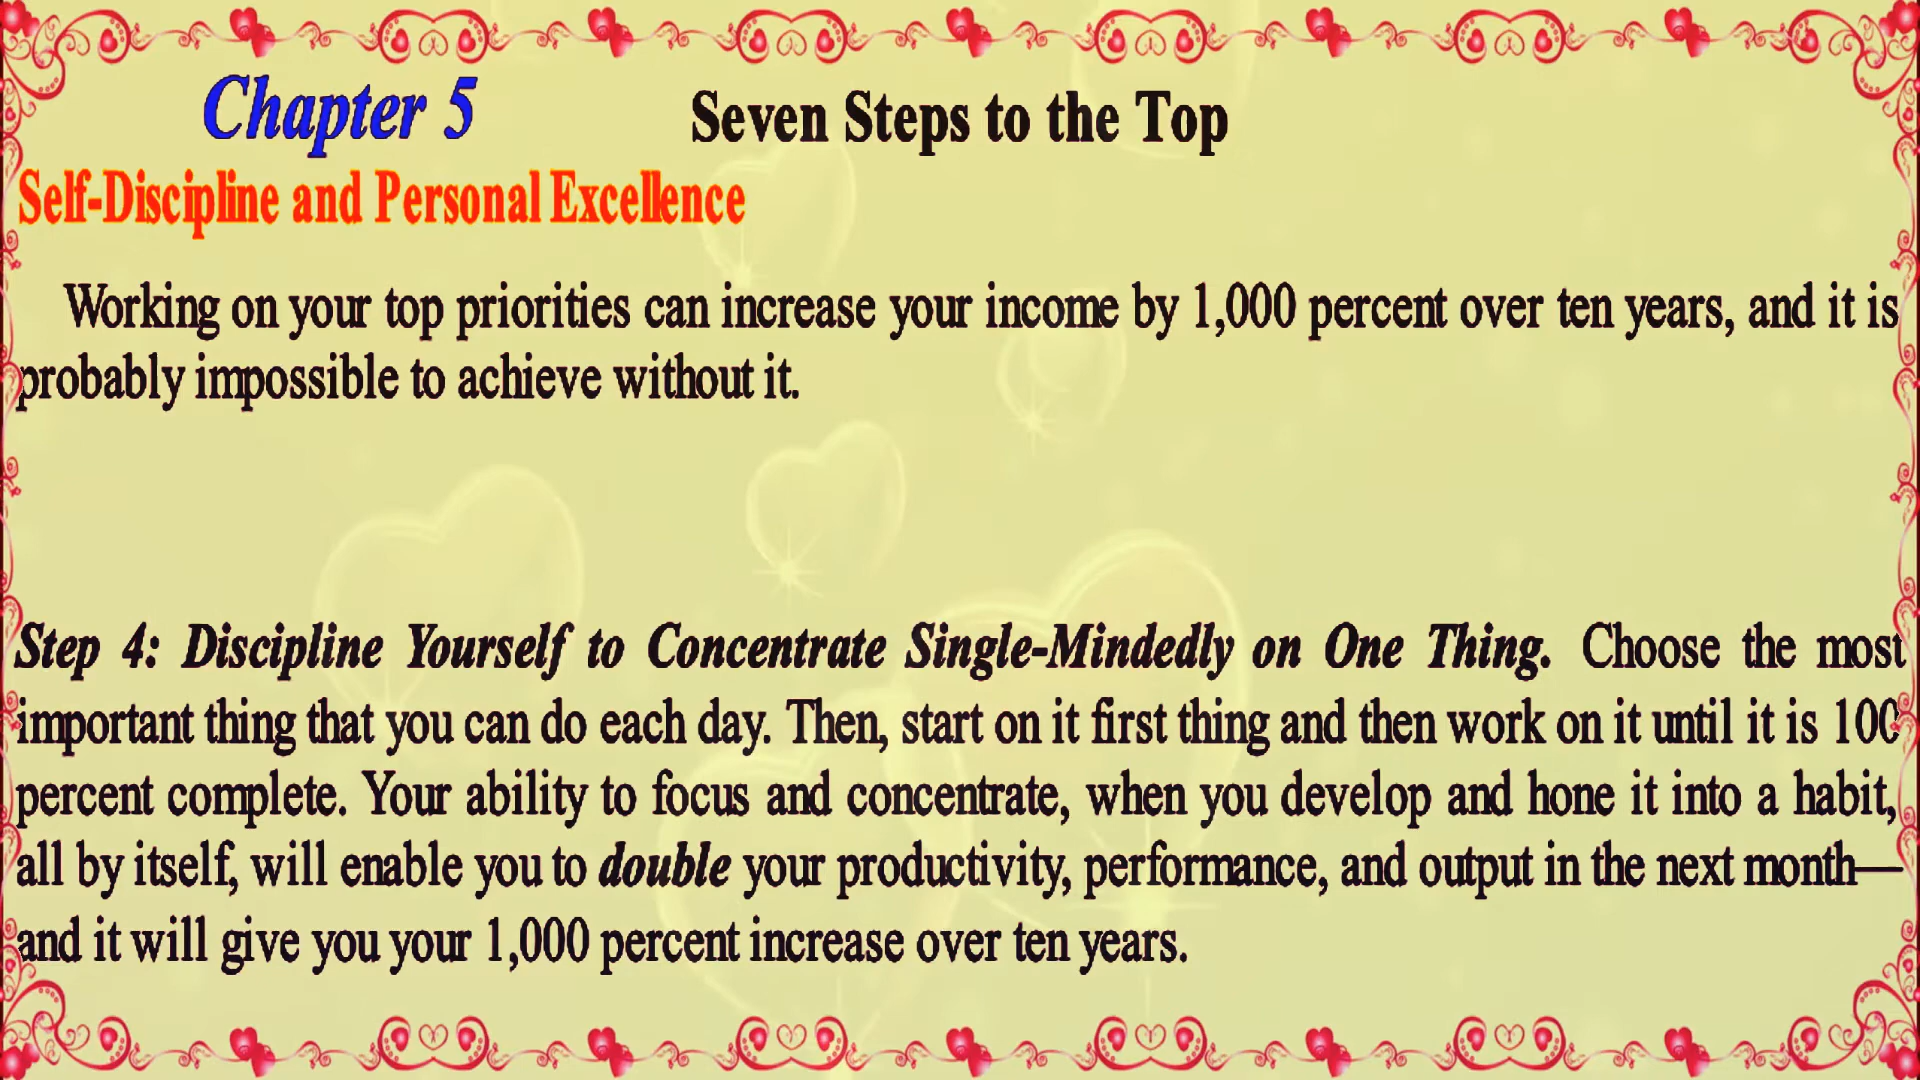 Chapter 5
Seven Steps to the Top
Self-Discipline and Personal Excellence
Working on your top priorities can increase your income by 1,000 percent over ten years, and it is
probably impossible to achieve without it.
Step 4: Discipline Yourself to Concentrate Single-Mindedly on One Thing. Choose the most
important thing that you can do each day. Then, start on it first thing and then work on it until it is 100
percent complete. Your ability to focus and concentrate, when you develop and hone it into a habit,
all by itself, will enable you to double your productivity, performance, and output in the next month—
and it will give you your 1,000 percent increase over ten years.